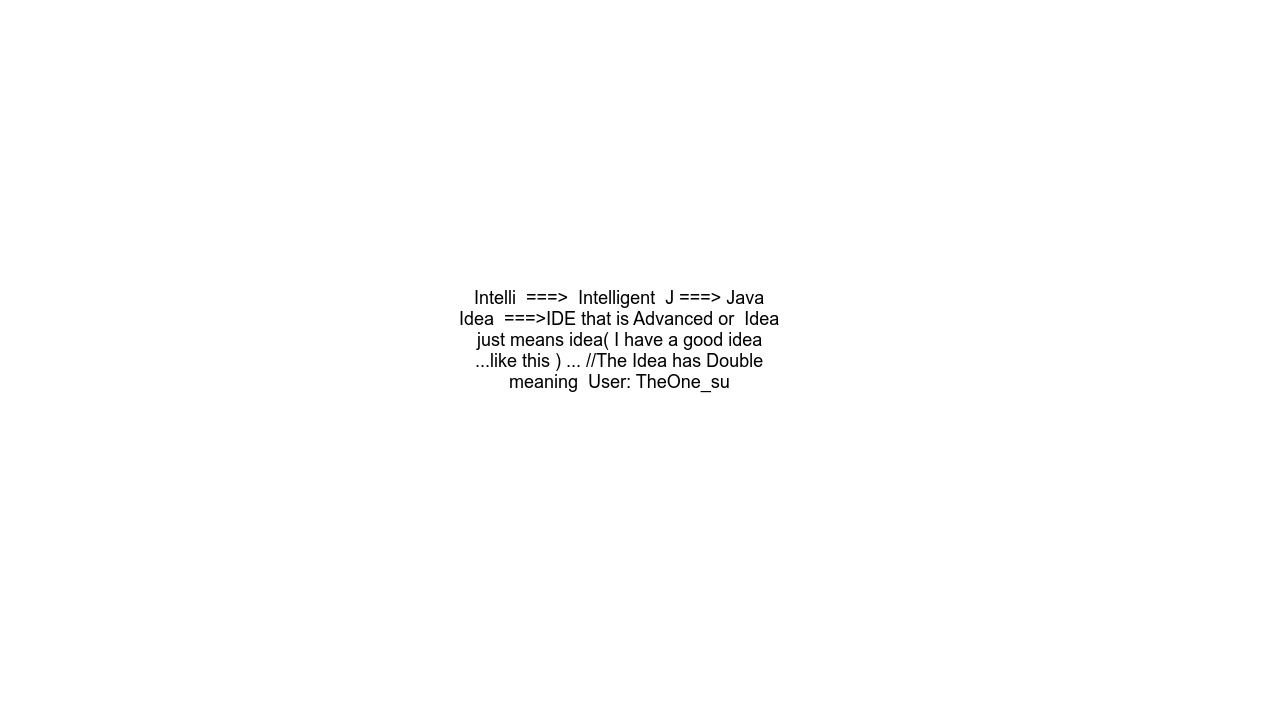 Intelli  ===>  Intelligent  J ===> Java
Idea  ===>IDE that is Advanced or  Idea
just means idea( I have a good idea
...like this ) ... //The Idea has Double
meaning  User: TheOne_su